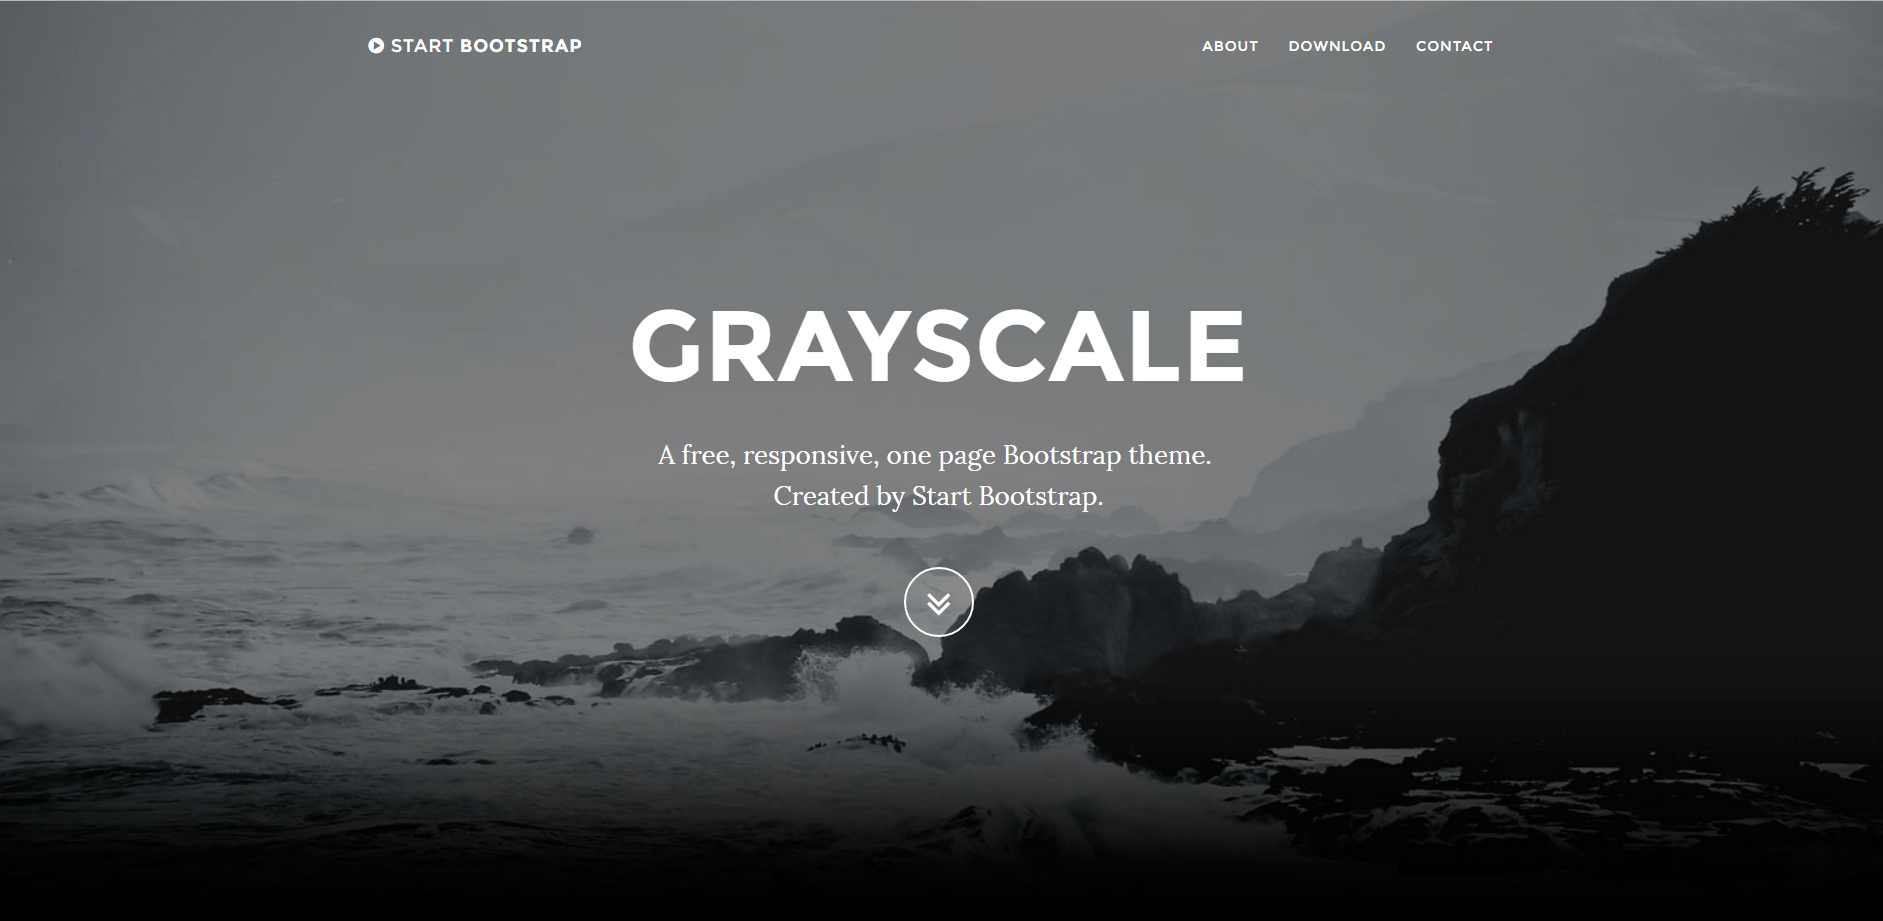 START BOOTSTRAP
ABOUT DOWNLOAD CONTACT
GRAYSCALE
A free, responsive, one page Bootstrap theme.
Created by Start Bootstrap.